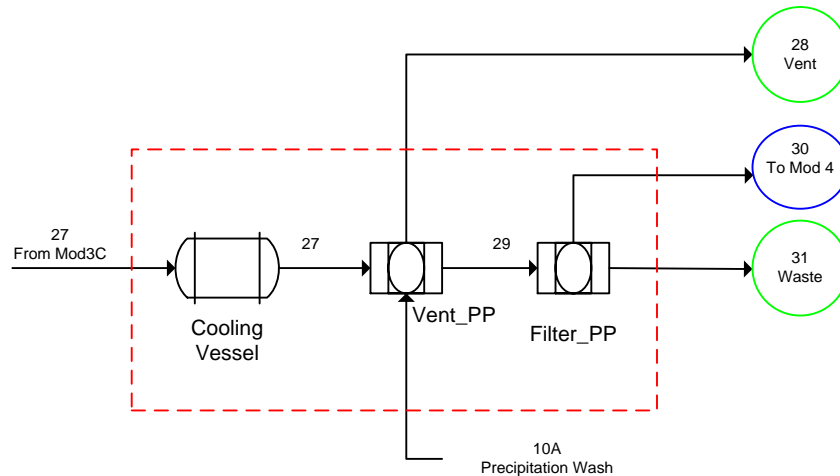 28
Vent
30
To Mod 4
27
From Mod3C
27
29
31
Waste
Cooling
Vessel
Vent_PP
Filter_PP
10A
Precipitation Wash